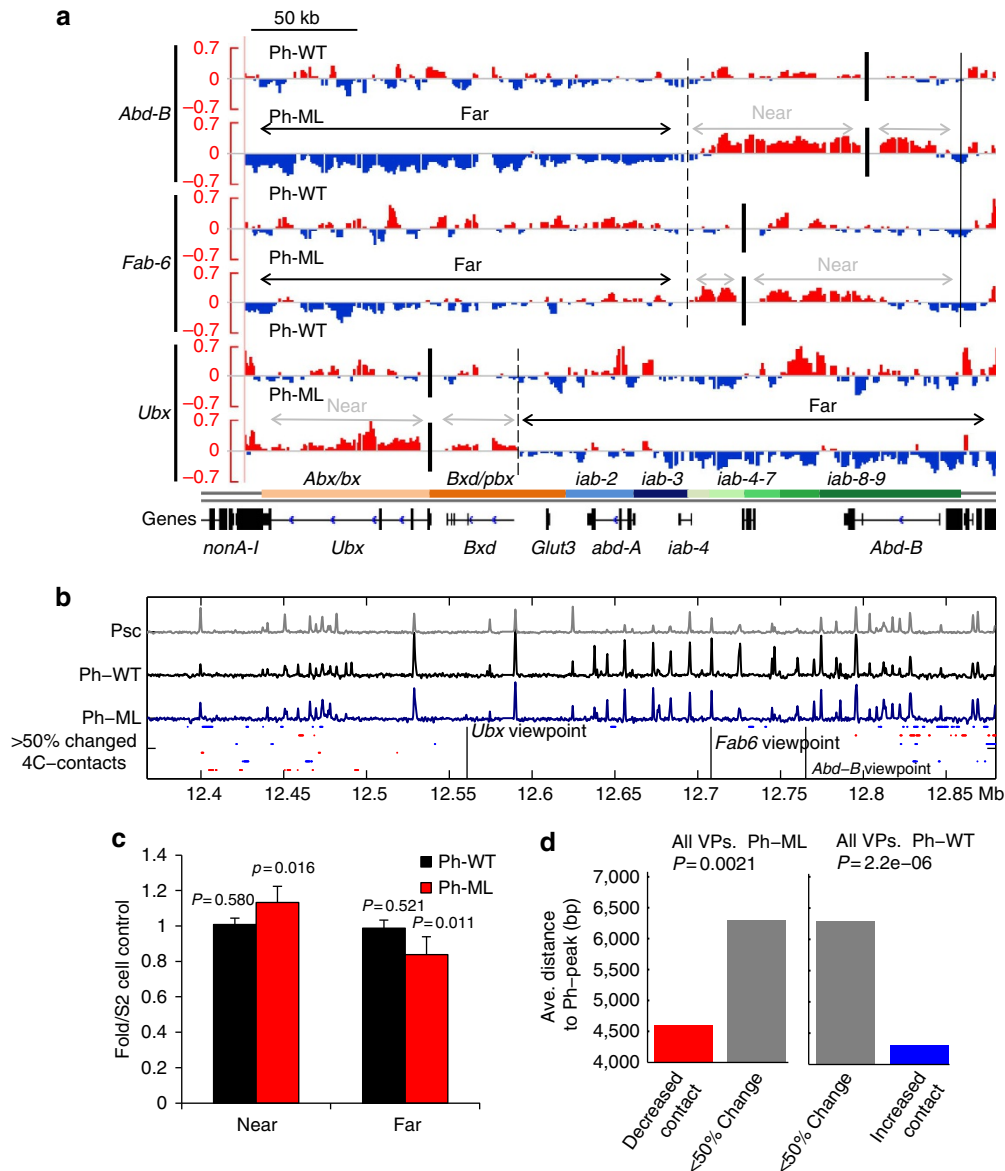 a
50 kb
Abd-B
0.7
0
−0.7
Ph-WT
Ph-ML
0.7
0
−0.7
Far
Near
Fab-6
0.7
0
−0.7
Ph-WT
Ph-ML
0.7
0
−0.7
Far
Near
Ph-WT
Ubx
0.7
0
−0.7
Ph-ML
0.7
0
−0.7
Near
Far
Abx/bx
Bxd/pbx
iab-2
iab-3
iab-4-7
iab-8-9
Genes
nonA-I
Ubx
Bxd
Glut3
abd-A
iab-4
Abd-B
b
Psc
Ph−WT
Ph−ML
>50% changed
4C−contacts
Ubx viewpoint
Fab6 viewpoint
Abd−B viewpoint
12.4 12.45 12.5 12.55 12.6 12.65 12.7 12.75 12.8 12.85 Mb
c
Fold/S2 cell control
1.4
1.2
1
0.8
0.6
0.4
0.2
0
P=0.580
p=0.016
P=0.521
P=0.011
Ph-WT
Ph-ML
Near
Far
d
All VPs. Ph−ML
P=0.0021
All VPs. Ph−WT
P=2.2e−06
Ave. distance
to Ph−peak (bp)
7,000
6,500
6,000
5,500
5,000
4,500
4,000
Decreased
contact
<50% Change
<50% Change
Increased
contact